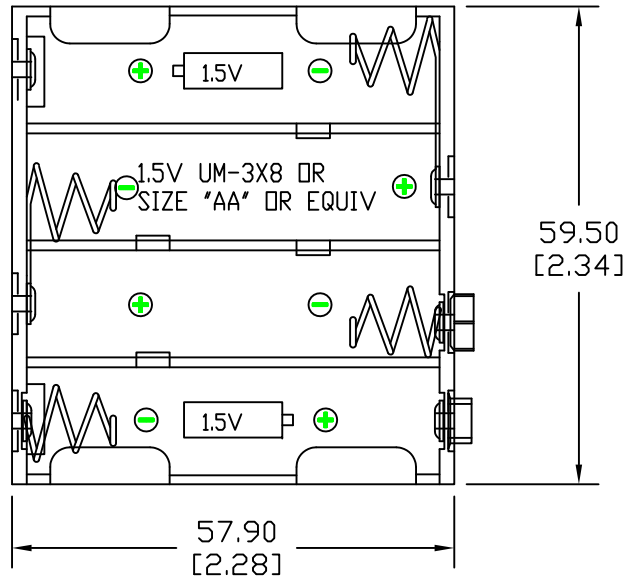 1.5V
1.5V UM-3X8 OR
SIZE "AA" OR EQUIV
59.50
[2.34]
1.5V
57.90
[2.28]